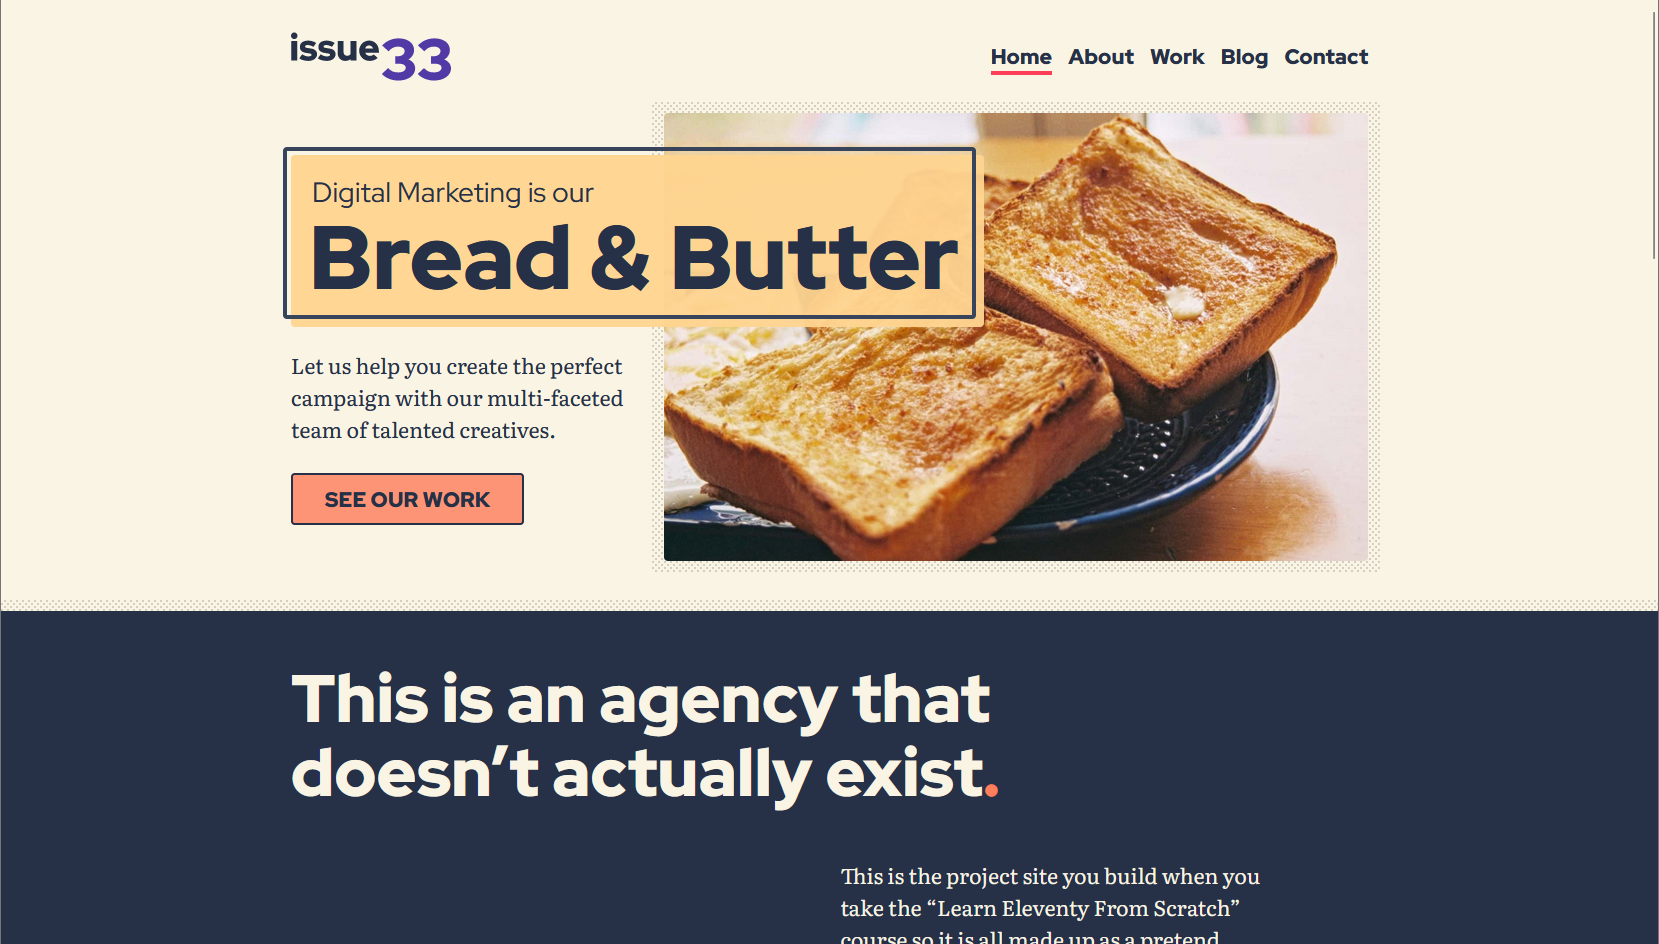 issue33
Home About Work Blog Contact
Digital Marketing is our
Bread & Butter
Let us help you create the perfect
campaign with our multi-faceted
team of talented creatives.
SEE OUR WORK
This is an agency that
doesn’t actually exist.
This is the project site you build when you
take the “Learn Eleventy From Scratch”
course so it is all made up as a pretend